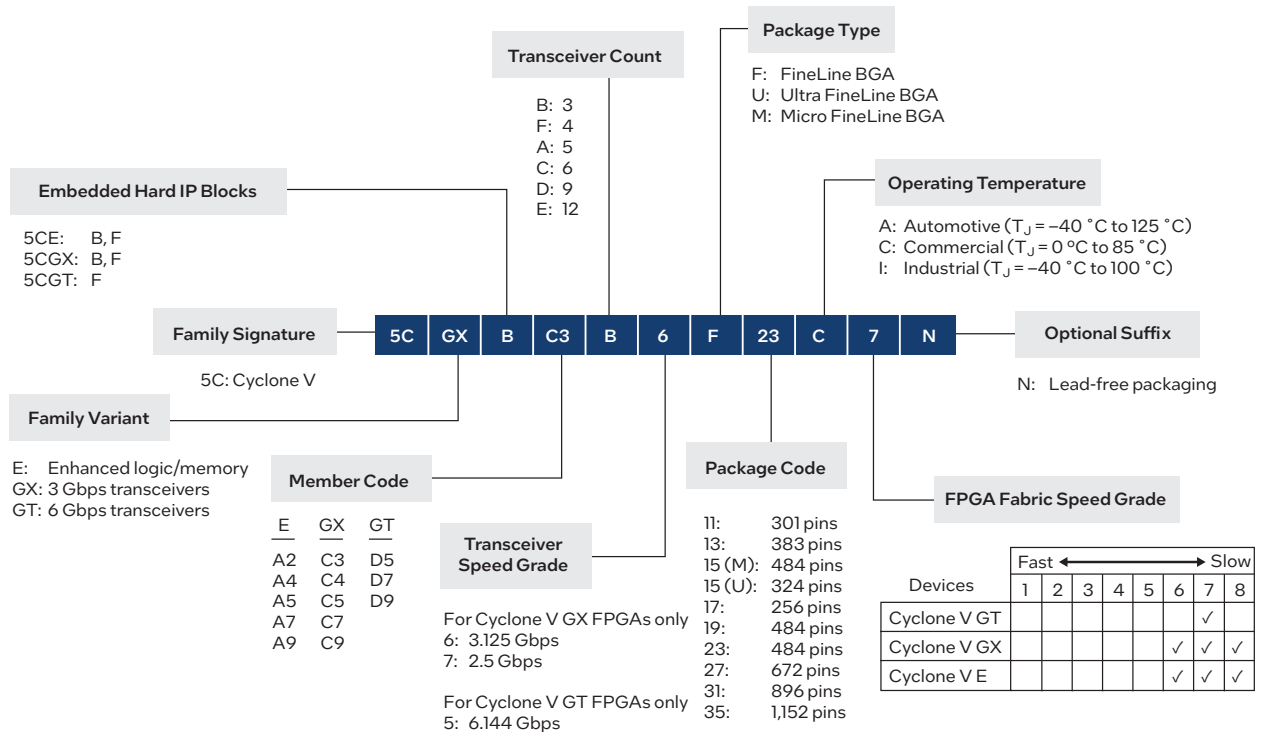 Package Type
F: FineLine BGA
U: Ultra FineLine BGA
M: Micro FineLine BGA
Transceiver Count
B: 3
F: 4
A: 5
C: 6
D: 9
E: 12
Embedded Hard IP Blocks
5CE: B, F
5CGX: B, F
5CGT: F
Operating Temperature
A: Automotive (TJ = –40 ˚C to 125 ˚C)
C: Commercial (TJ = 0 ºC to 85 ˚C)
I: Industrial (TJ = –40 ˚C to 100 ˚C)
Family Signature
5C: Cyclone V
5C GX B C3 B 6 F 23 C 7 N
Optional Suffix
N: Lead-free packaging
Family Variant
E: Enhanced logic/memory
GX: 3 Gbps transceivers
GT: 6 Gbps transceivers
Member Code
E GX GT
A2 C3 D5
A4 C4 D7
A5 C5 D9
A7 C7
A9 C9
Transceiver
Speed Grade
For Cyclone V GX FPGAs only
6: 3.125 Gbps
7: 2.5 Gbps
For Cyclone V GT FPGAs only
5: 6.144 Gbps
Package Code
11: 301 pins
13: 383 pins
15 (M): 484 pins
15 (U): 324 pins
17: 256 pins
19: 484 pins
23: 484 pins
27: 672 pins
31: 896 pins
35: 1,152 pins
FPGA Fabric Speed Grade
Fast Slow
Devices 1 2 3 4 5 6 7 8
Cyclone V GT ✓
Cyclone V GX ✓ ✓ ✓
Cyclone V E ✓ ✓ ✓